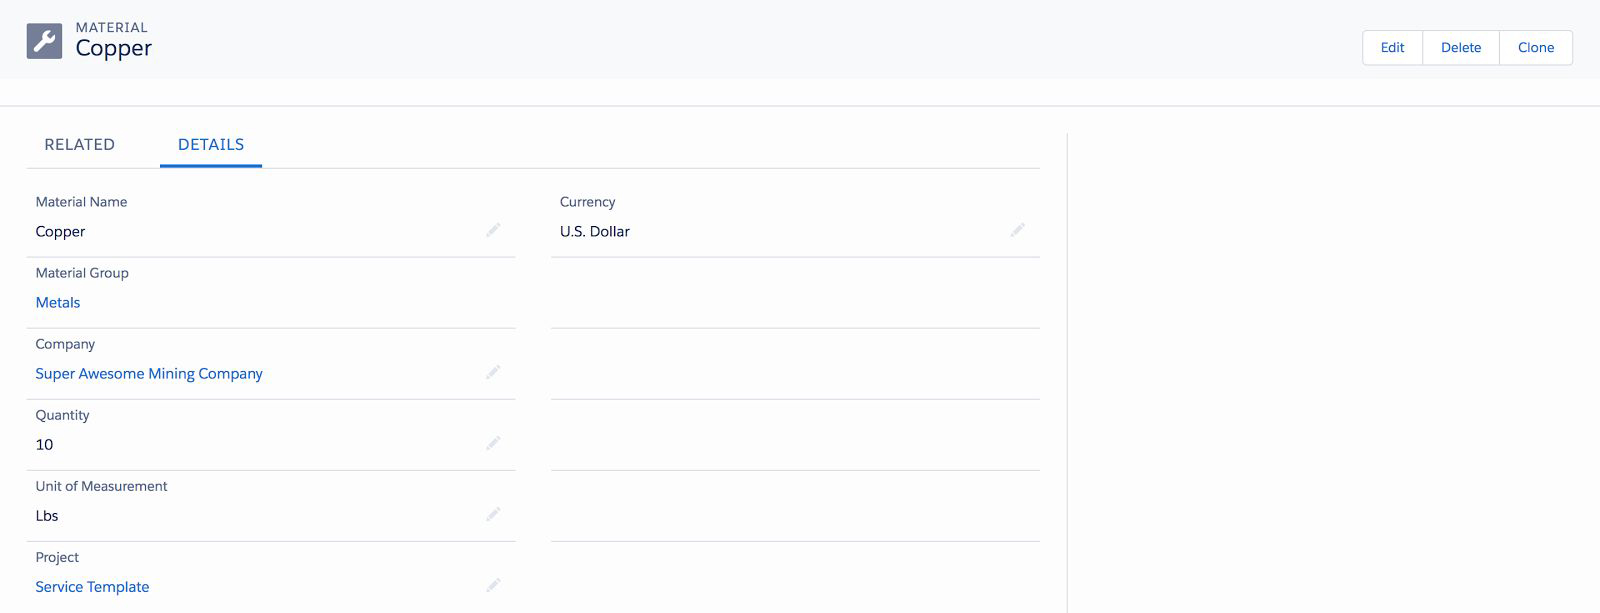 MATERIAL
Copper
Edit
Delete
Clone
RELATED
DETAILS
Material Name
Copper
Currency
U.S. Dollar
Material Group
Metals
Company
Super Awesome Mining Company
Quantity
10
Unit of Measurement
Lbs
Project
Service Template